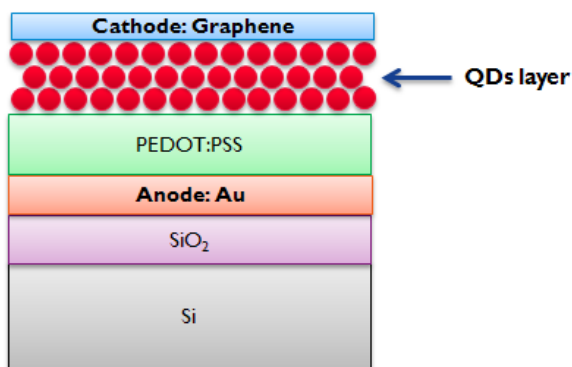 Cathode: Graphene
QDs layer
PEDOT:PSS
Anode: Au
SiO₂
Si